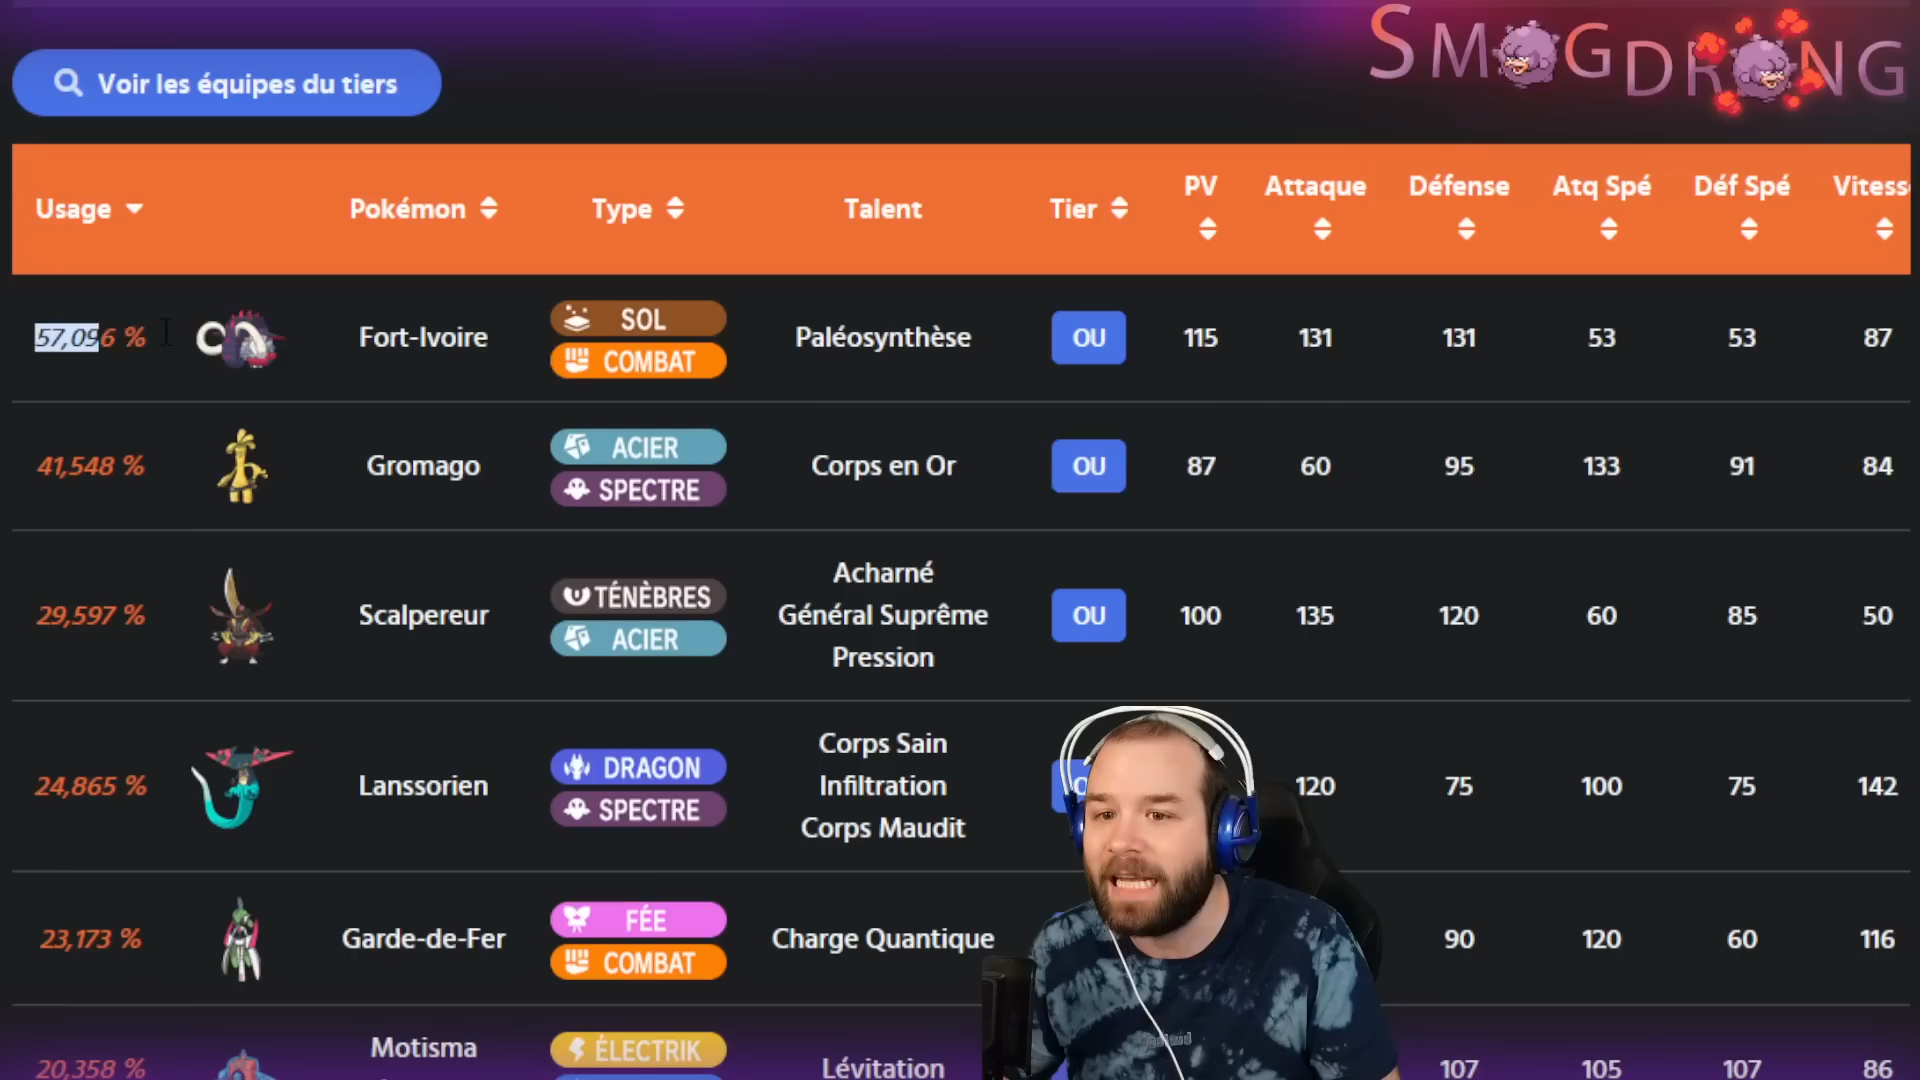 SMOGDRONG
Voir les équipes du tiers
Usage Pokémon Type Talent Tier PV Attaque Défense Atq Spé Déf Spé Vitess
57,096 % Fort-Ivoire SOL COMBAT Paléosynthèse OU 115 131 131 53 53 87
41,548 % Gromago ACIER SPECTRE Corps en Or OU 87 60 95 133 91 84
29,597 % Scalpereur TÉNÈBRES ACIER Acharné Général Suprême Pression OU 100 135 120 60 85 50
24,865 % Lanssorien DRAGON SPECTRE Corps Sain Infiltration Corps Maudit 120 75 100 75 142
23,173 % Garde-de-Fer FÉE COMBAT Charge Quantique 90 120 60 116
20,358 % Motisma ÉLECTRIK Lévitation 107 105 107 86